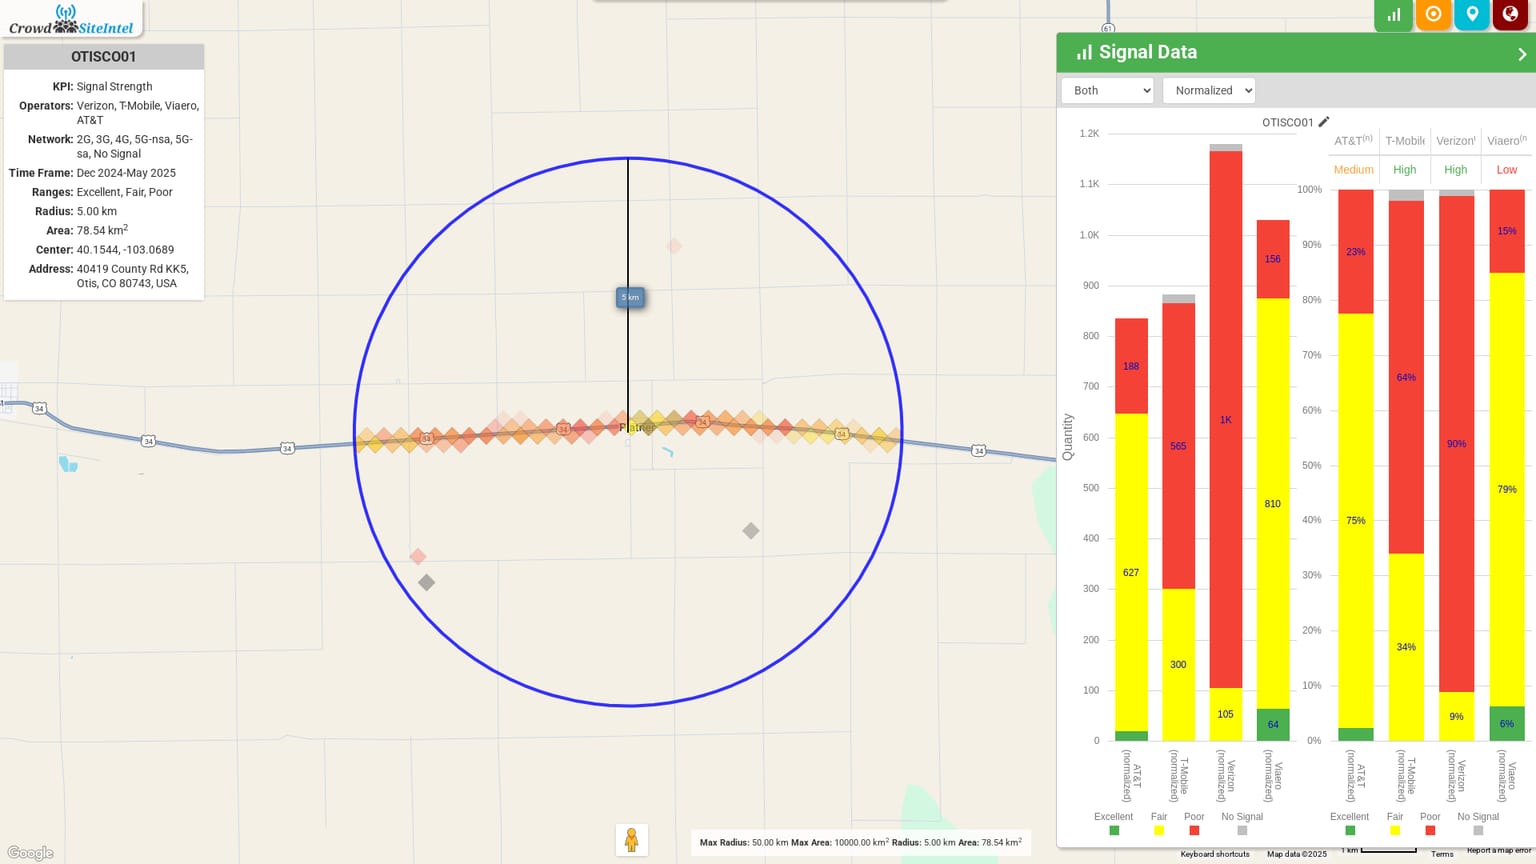 Crowd SiteIntel
OTISCO01
KPI: Signal Strength
Operators: Verizon, T-Mobile, Viaero,
AT&T
Network: 2G, 3G, 4G, 5G-nsa, 5G-
sa, No Signal
Time Frame: Dec 2024-May 2025
Ranges: Excellent, Fair, Poor
Radius: 5.00 km
Area: 78.54 km2
Center: 40.1544, -103.0689
Address: 40419 County Rd KK5,
Otis, CO 80743, USA
61
5 km
34
34
34
34
34
34
34
34
Platner
Google
Max Radius: 50.00 km Max Area: 10000.00 km2 Radius: 5.00 km Area: 78.54 km2
Signal Data
Both
Normalized
OTISCO01
Quantity
1.2K
1.1K
1.0K
900
800
700
600
500
400
300
200
100
0
188
627
565
300
1K
105
156
810
64
AT&T (normalized)
T-Mobile (normalized)
Verizon (normalized)
Viaero (normalized)
Excellent Fair Poor No Signal
AT&T(n) T-Mobile Verizon Viaero(n
Medium High High Low
100%
90%
80%
70%
60%
50%
40%
30%
20%
10%
0%
23%
75%
64%
34%
90%
9%
15%
79%
6%
AT&T (normalized)
T-Mobile (normalized)
Verizon (normalized)
Viaero (normalized)
Excellent Fair Poor No Signal
Keyboard shortcuts Map data ©2025 1 km Terms Report a map error